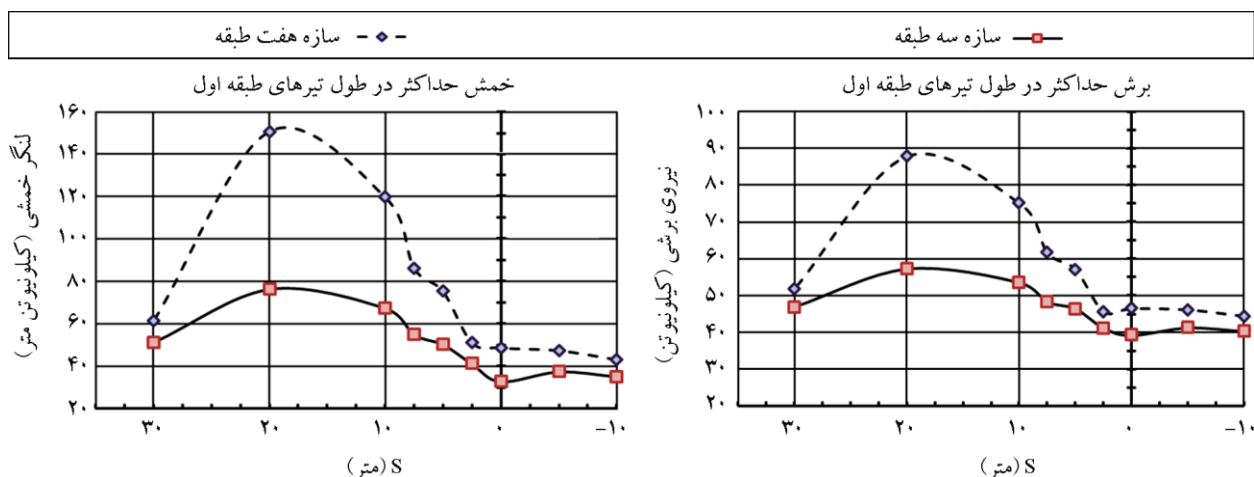 سازه سه طبقه
سازه هفت طبقه
برش حداکثر در طول تیرهای طبقه اول
۱۰۰
۹۰
۸۰
۷۰
۶۰
۵۰
۴۰
۳۰
۲۰
نیروی برشی (کیلونیوتن)
۳۰ ۲۰ ۱۰ ۰ -۱۰
S (متر)
خمش حداکثر در طول تیرهای طبقه اول
۱۶۰
۱۴۰
۱۲۰
۱۰۰
۸۰
۶۰
۴۰
۲۰
لنگر خمشی (کیلونیوتن متر)
۳۰ ۲۰ ۱۰ ۰ -۱۰
S (متر)